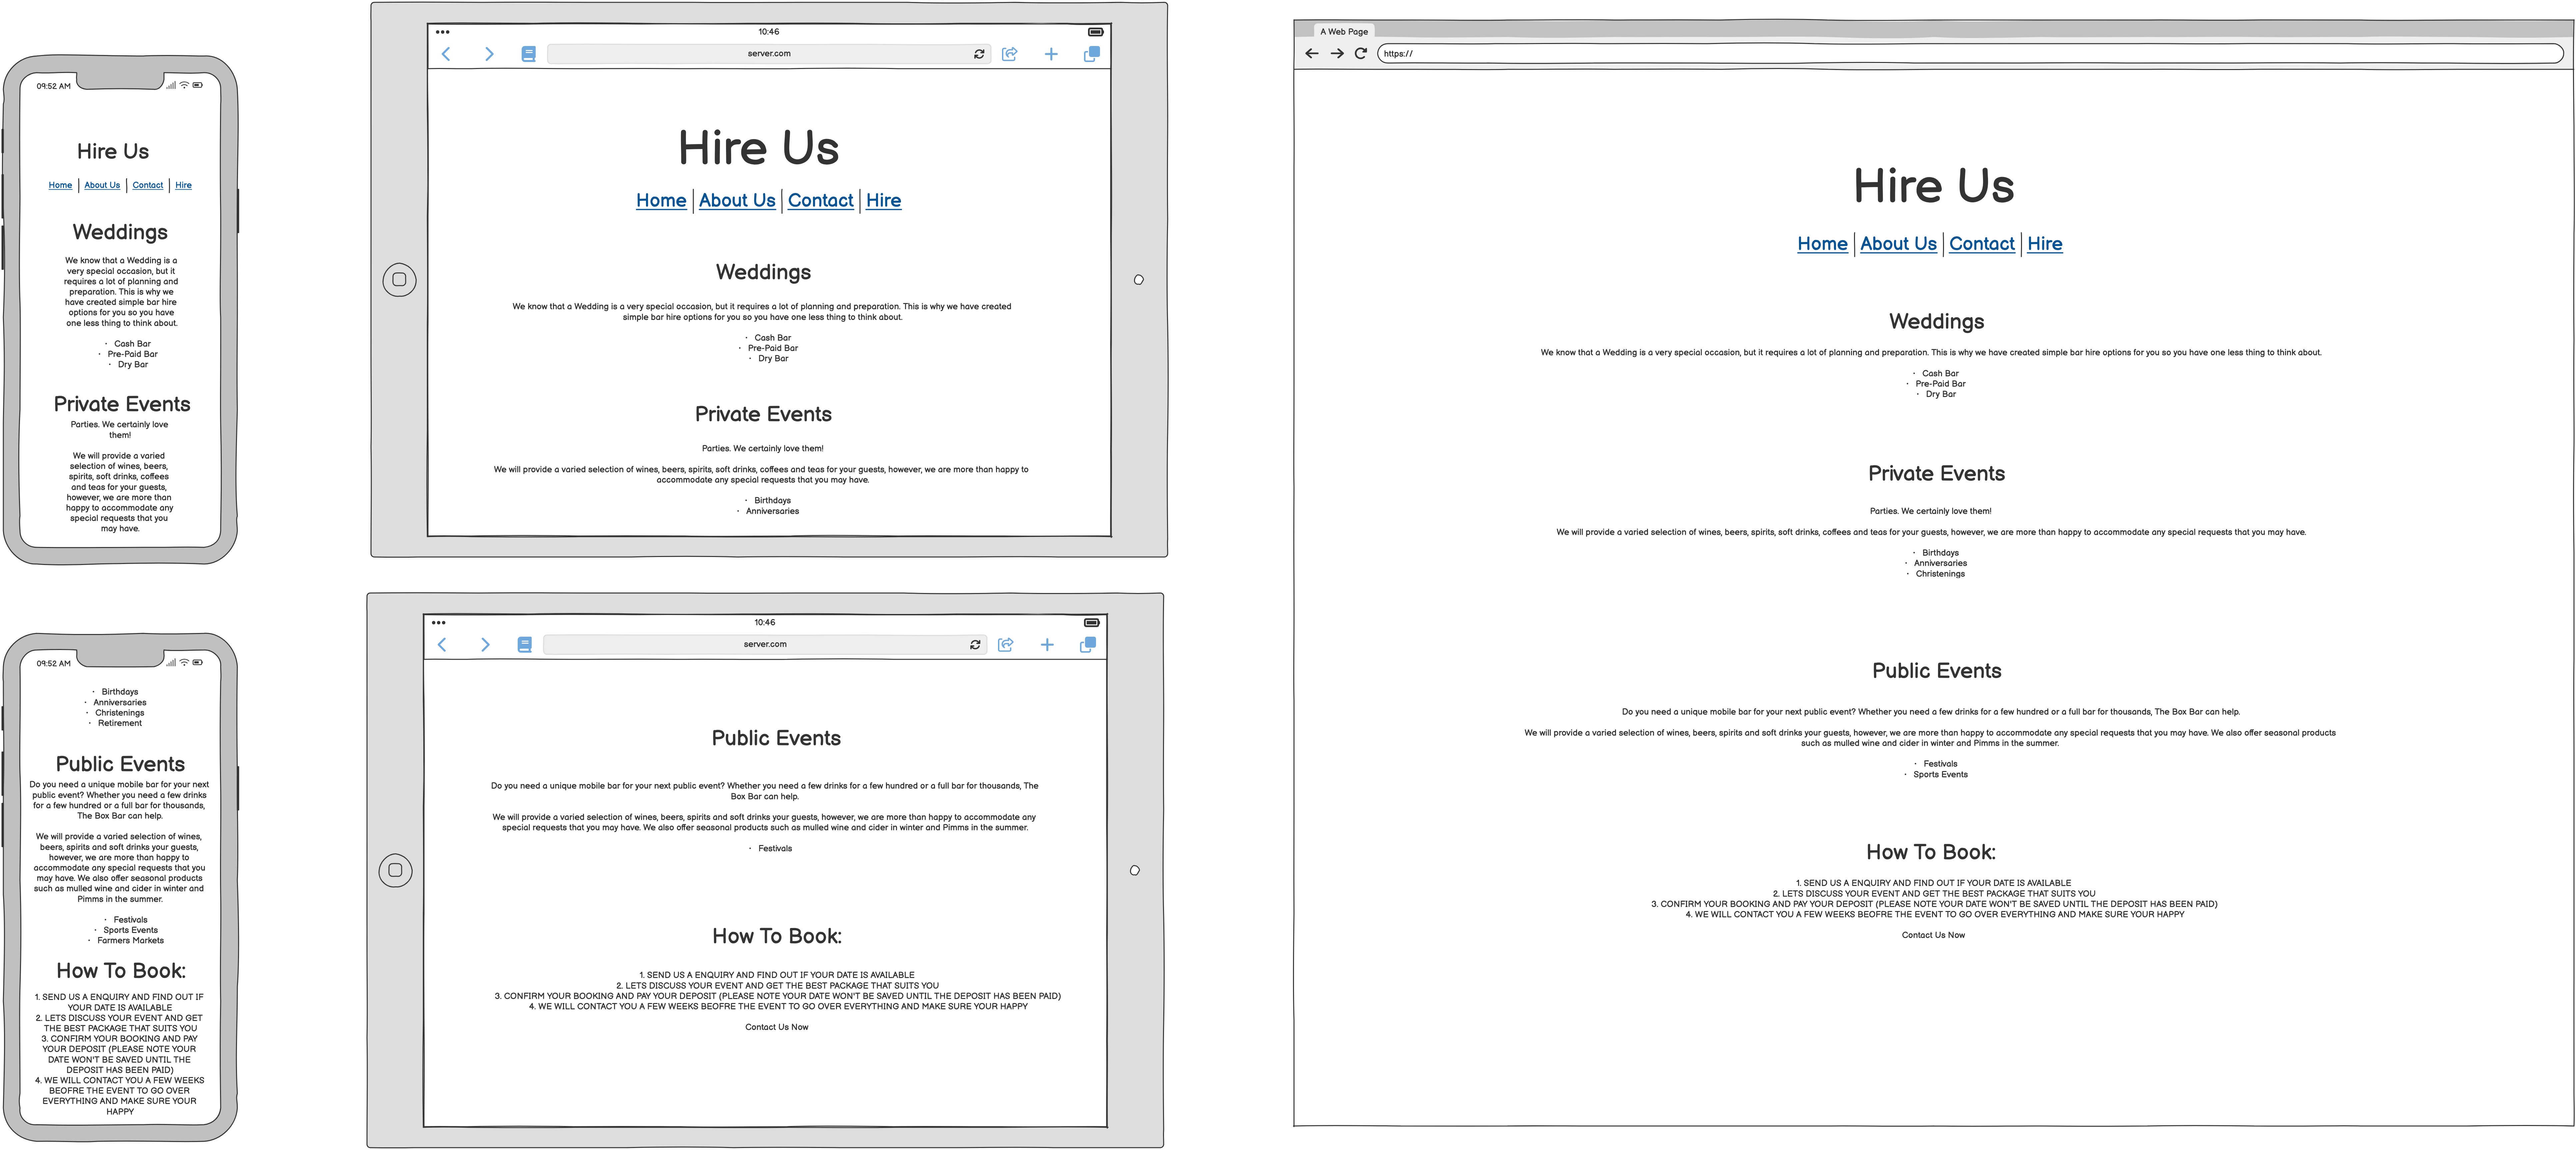 09:52 AM
Hire Us
Home | About Us | Contact | Hire
Weddings
We know that a Wedding is a
very special occasion, but it
requires a lot of planning and
preparation. This is why we
have created simple bar hire
options for you so you have
one less thing to think about.
· Cash Bar
· Pre-Paid Bar
· Dry Bar
Private Events
Parties. We certainly love
them!
We will provide a varied
selection of wines, beers,
spirits, soft drinks, coffees
and teas for your guests,
however, we are more than
happy to accommodate any
special requests that you
may have.
09:52 AM
· Birthdays
· Anniversaries
· Christenings
· Retirement
Public Events
Do you need a unique mobile bar for your next
public event? Whether you need a few drinks
for a few hundred or a full bar for thousands,
The Box Bar can help.
We will provide a varied selection of wines,
beers, spirits and soft drinks your guests,
however, we are more than happy to
accommodate any special requests that you
may have. We also offer seasonal products
such as mulled wine and cider in winter and
Pimms in the summer.
· Festivals
· Sports Events
· Farmers Markets
How To Book:
1. SEND US A ENQUIRY AND FIND OUT IF
YOUR DATE IS AVAILABLE
2. LETS DISCUSS YOUR EVENT AND GET
THE BEST PACKAGE THAT SUITS YOU
3. CONFIRM YOUR BOOKING AND PAY
YOUR DEPOSIT (PLEASE NOTE YOUR
DATE WON'T BE SAVED UNTIL THE
DEPOSIT HAS BEEN PAID)
4. WE WILL CONTACT YOU A FEW WEEKS
BEOFRE THE EVENT TO GO OVER
EVERYTHING AND MAKE SURE YOUR
HAPPY
10:46
server.com
Hire Us
Home | About Us | Contact | Hire
Weddings
We know that a Wedding is a very special occasion, but it requires a lot of planning and preparation. This is why we have created
simple bar hire options for you so you have one less thing to think about.
· Cash Bar
· Pre-Paid Bar
· Dry Bar
Private Events
Parties. We certainly love them!
We will provide a varied selection of wines, beers, spirits, soft drinks, coffees and teas for your guests, however, we are more than happy to
accommodate any special requests that you may have.
· Birthdays
· Anniversaries
10:46
server.com
Public Events
Do you need a unique mobile bar for your next public event? Whether you need a few drinks for a few hundred or a full bar for thousands, The
Box Bar can help.
We will provide a varied selection of wines, beers, spirits and soft drinks your guests, however, we are more than happy to accommodate any
special requests that you may have. We also offer seasonal products such as mulled wine and cider in winter and Pimms in the summer.
· Festivals
How To Book:
1. SEND US A ENQUIRY AND FIND OUT IF YOUR DATE IS AVAILABLE
2. LETS DISCUSS YOUR EVENT AND GET THE BEST PACKAGE THAT SUITS YOU
3. CONFIRM YOUR BOOKING AND PAY YOUR DEPOSIT (PLEASE NOTE YOUR DATE WON'T BE SAVED UNTIL THE DEPOSIT HAS BEEN PAID)
4. WE WILL CONTACT YOU A FEW WEEKS BEOFRE THE EVENT TO GO OVER EVERYTHING AND MAKE SURE YOUR HAPPY
Contact Us Now
A Web Page
https://
Hire Us
Home | About Us | Contact | Hire
Weddings
We know that a Wedding is a very special occasion, but it requires a lot of planning and preparation. This is why we have created simple bar hire options for you so you have one less thing to think about.
· Cash Bar
· Pre-Paid Bar
· Dry Bar
Private Events
Parties. We certainly love them!
We will provide a varied selection of wines, beers, spirits, soft drinks, coffees and teas for your guests, however, we are more than happy to accommodate any special requests that you may have.
· Birthdays
· Anniversaries
· Christenings
Public Events
Do you need a unique mobile bar for your next public event? Whether you need a few drinks for a few hundred or a full bar for thousands, The Box Bar can help.
We will provide a varied selection of wines, beers, spirits and soft drinks your guests, however, we are more than happy to accommodate any special requests that you may have. We also offer seasonal products
such as mulled wine and cider in winter and Pimms in the summer.
· Festivals
· Sports Events
How To Book:
1. SEND US A ENQUIRY AND FIND OUT IF YOUR DATE IS AVAILABLE
2. LETS DISCUSS YOUR EVENT AND GET THE BEST PACKAGE THAT SUITS YOU
3. CONFIRM YOUR BOOKING AND PAY YOUR DEPOSIT (PLEASE NOTE YOUR DATE WON'T BE SAVED UNTIL THE DEPOSIT HAS BEEN PAID)
4. WE WILL CONTACT YOU A FEW WEEKS BEOFRE THE EVENT TO GO OVER EVERYTHING AND MAKE SURE YOUR HAPPY
Contact Us Now